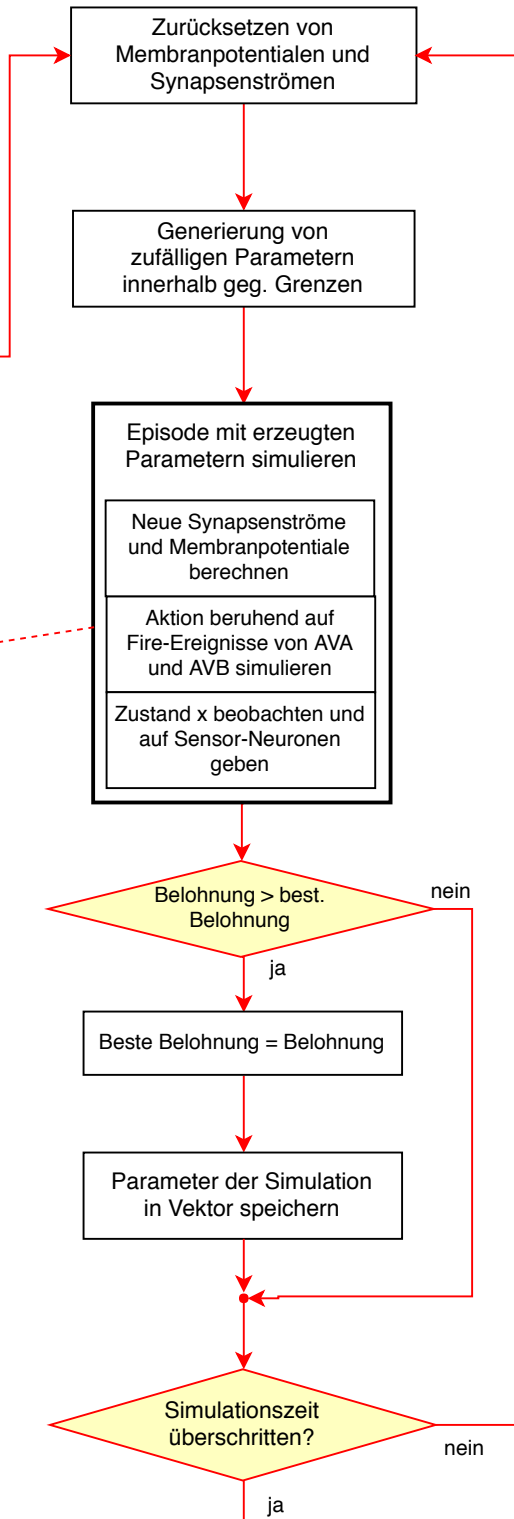 Zurücksetzen von
Membranpotentialen und
Synapsenströmen
Generierung von
zufälligen Parametern
innerhalb geg. Grenzen
Episode mit erzeugten
Parametern simulieren
Neue Synapsenströme
und Membranpotentiale
berechnen
Aktion beruhend auf
Fire-Ereignisse von AVA
und AVB simulieren
Zustand x beobachten und
auf Sensor-Neuronen
geben
Belohnung > best.
Belohnung
nein
ja
Beste Belohnung = Belohnung
Parameter der Simulation
in Vektor speichern
Simulationszeit
überschritten?
nein
ja